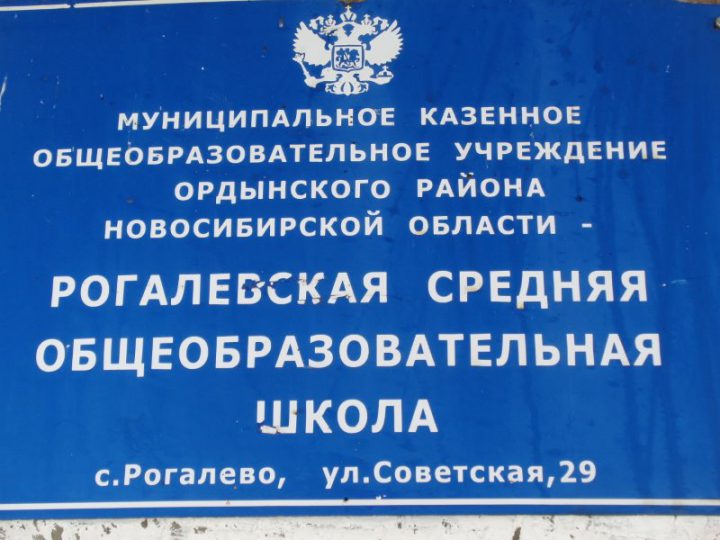 МУНИЦИПАЛЬНОЕ КАЗЕННОЕ
ОБЩЕОБРАЗОВАТЕЛЬНОЕ УЧРЕЖДЕНИЕ
ОРДЫНСКОГО РАЙОНА
НОВОСИБИРСКОЙ ОБЛАСТИ -
РОГАЛЕВСКАЯ СРЕДНЯЯ
ОБЩЕОБРАЗОВАТЕЛЬНАЯ
ШКОЛА
с.Рогалево, ул.Советская,29